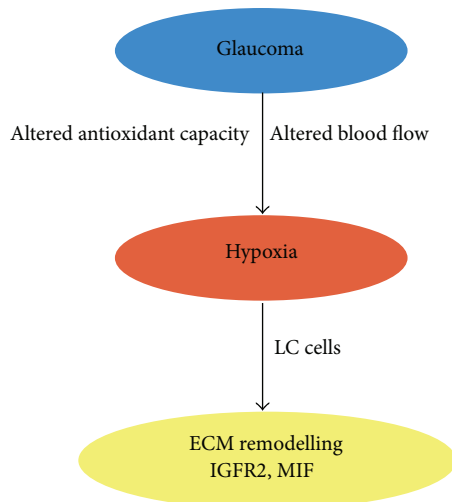 Glaucoma
Altered antioxidant capacity
Altered blood flow
Hypoxia
LC cells
ECM remodelling
IGFR2, MIF